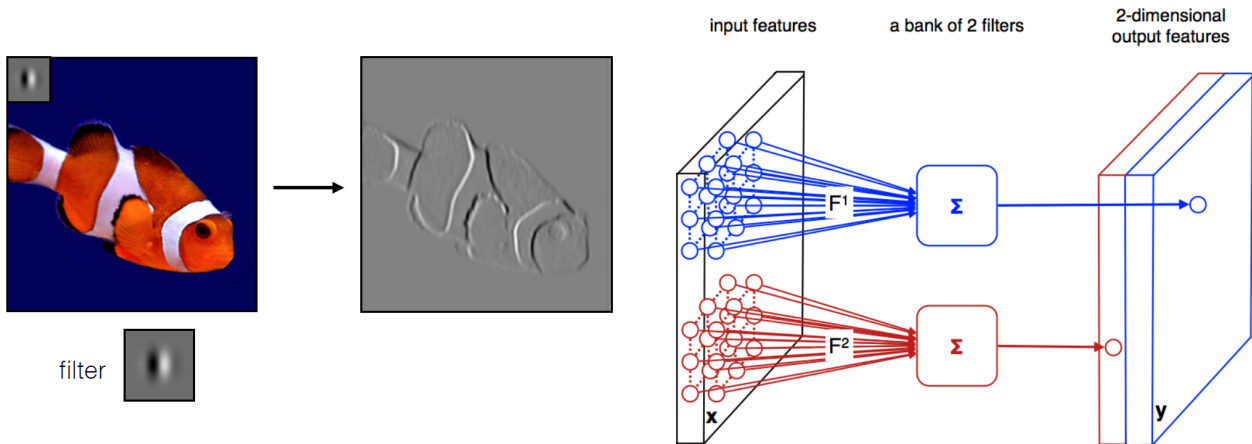 filter
input features
a bank of 2 filters
2-dimensional
output features
F¹
Σ
F²
Σ
x
y